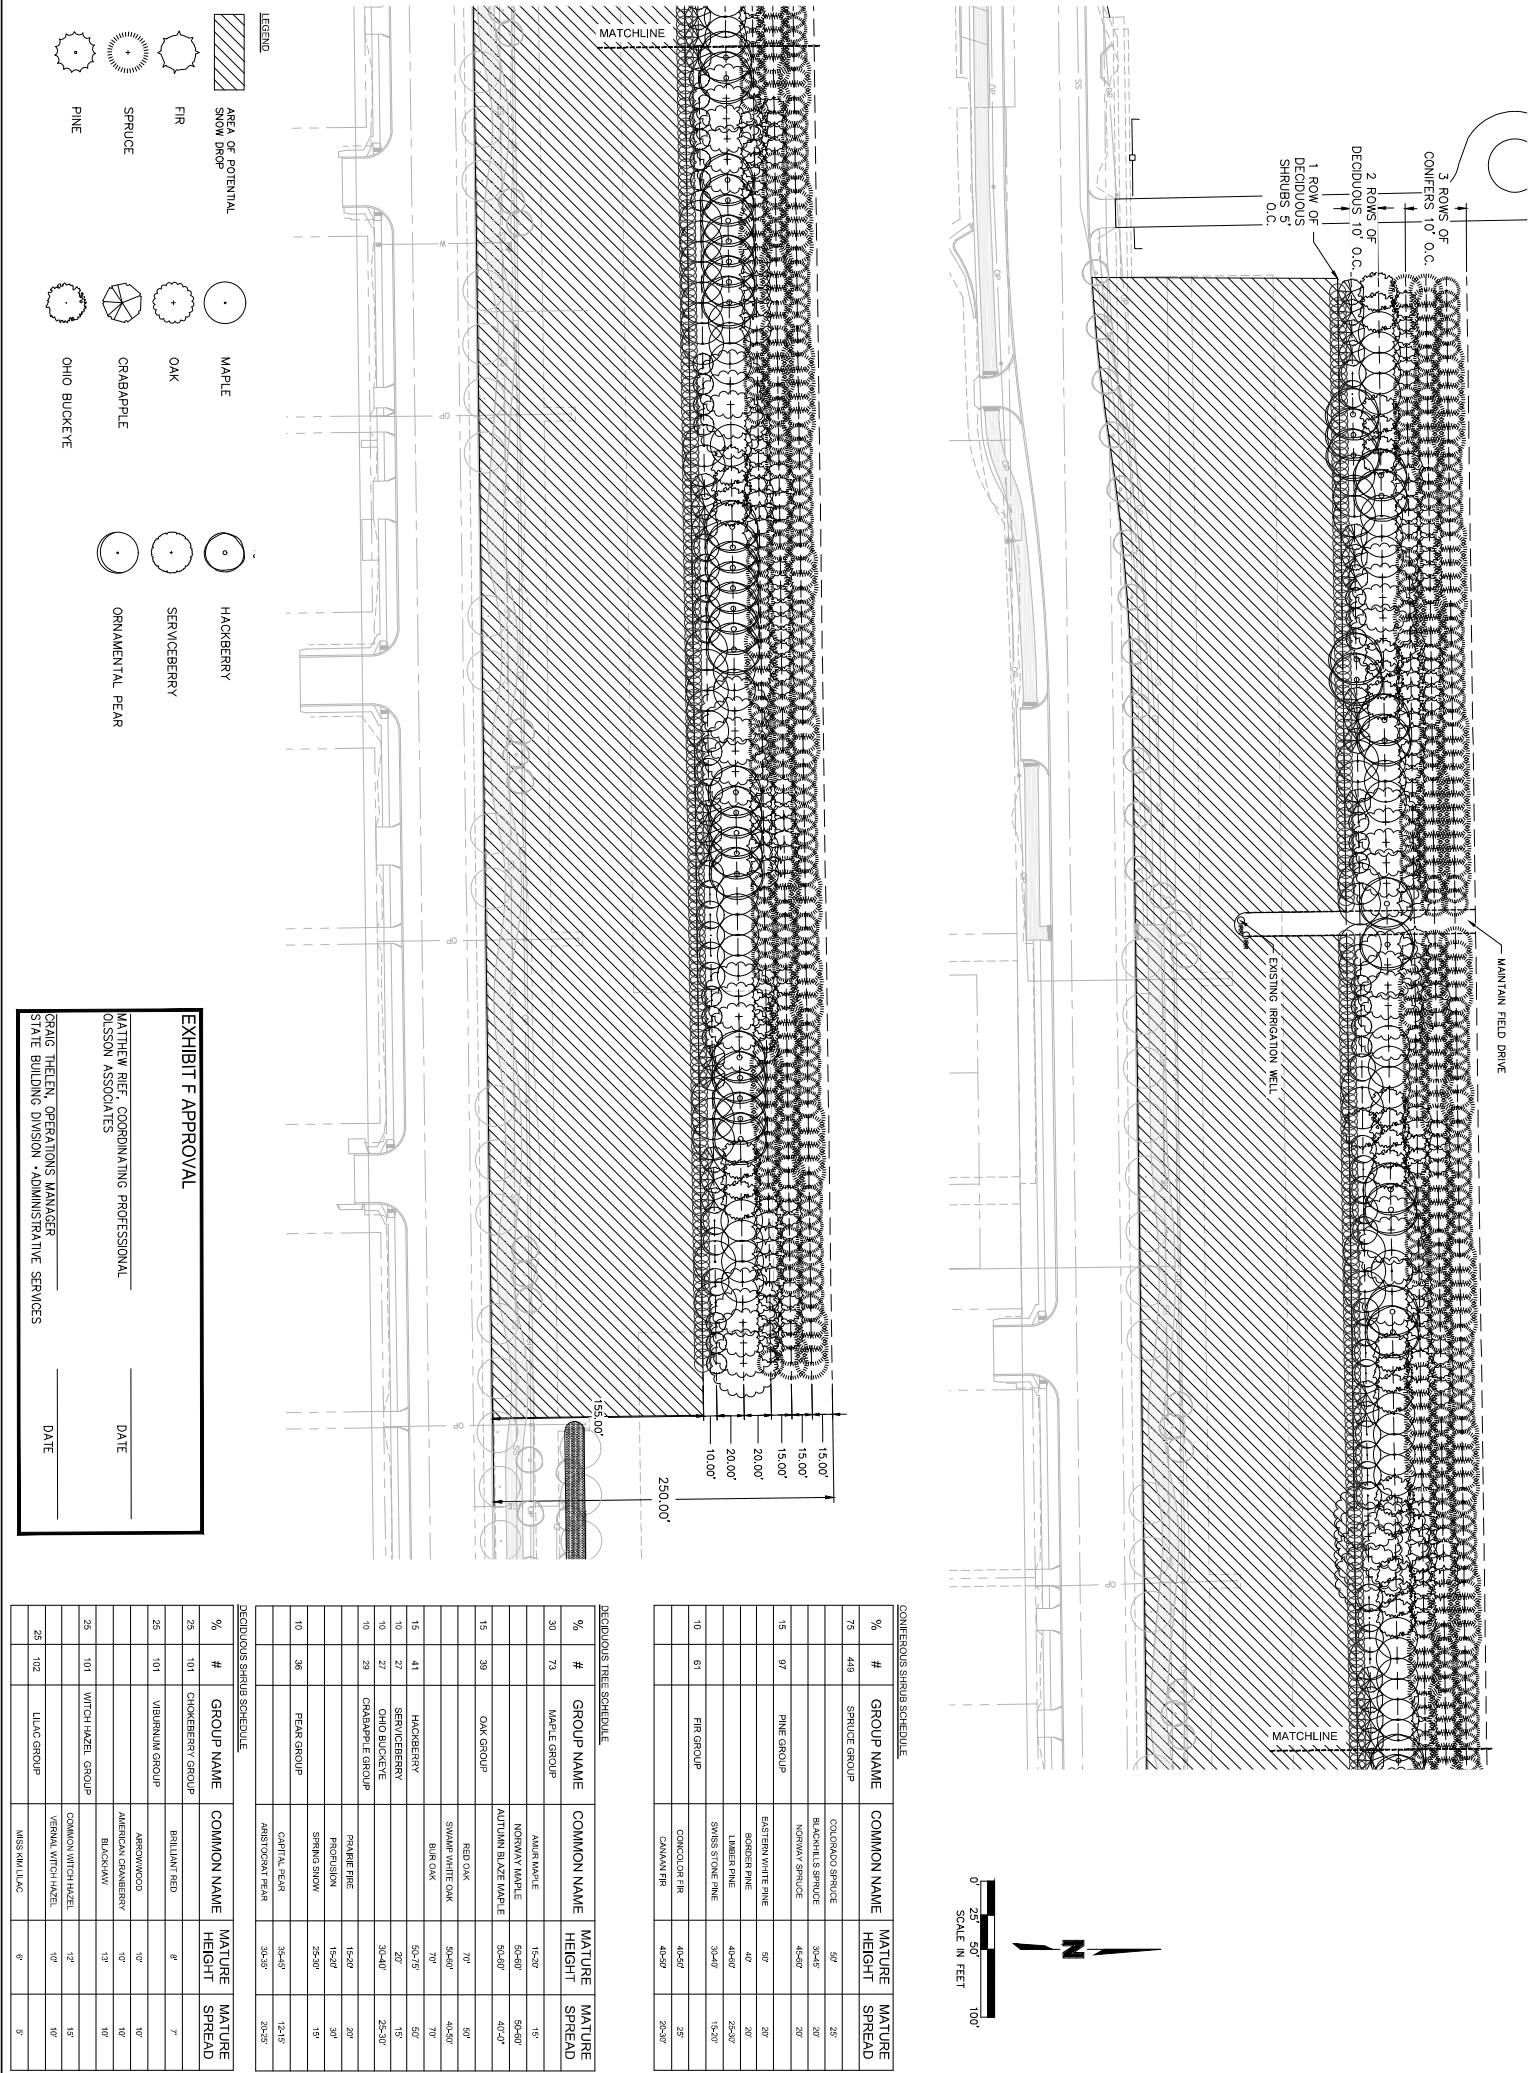 3 ROWS OF
CONIFERS 10' O.C.
2 ROWS OF
DECIDUOUS 10' O.C.
1 ROW OF
DECIDUOUS
SHRUBS 5'
O.C.
MAINTAIN FIELD DRIVE
EXISTING IRRIGATION WELL
MATCHLINE
0' 25' 50' 100'
SCALE IN FEET
N
MATCHLINE
15.00'
15.00'
15.00'
20.00'
20.00'
10.00'
155.00'
250.00'
SS
OP
OP
OP
OP
W
OP
OP
OP
LEGEND
AREA OF POTENTIAL
SNOW DROP
FIR
SPRUCE
PINE
MAPLE
OAK
CRABAPPLE
OHIO BUCKEYE
HACKBERRY
SERVICEBERRY
ORNAMENTAL PEAR
EXHIBIT F APPROVAL
MATTHEW RIEF, COORDINATING PROFESSIONAL DATE
OLSSON ASSOCIATES
CRAIG THELEN, OPERATIONS MANAGER DATE
STATE BUILDING DIVISION • ADIMINISTRATIVE SERVICES
CONIFEROUS SHRUB SCHEDULE
% # GROUP NAME COMMON NAME MATURE HEIGHT MATURE SPREAD
75 449 SPRUCE GROUP
COLORADO SPRUCE 50' 25'
BLACKHILLS SPRUCE 30-45' 20'
NORWAY SPRUCE 45-60' 20'
15 97 PINE GROUP
EASTERN WHITE PINE 50' 20'
BORDER PINE 40' 20'
LIMBER PINE 40-60' 25-30'
SWISS STONE PINE 30-40' 15-20'
10 61 FIR GROUP
CONCOLOR FIR 40-50' 25'
CANAAN FIR 40-50' 20-30'
DECIDUOUS TREE SCHEDULE
% # GROUP NAME COMMON NAME MATURE HEIGHT MATURE SPREAD
30 73 MAPLE GROUP
AMUR MAPLE 15-20' 15'
NORWAY MAPLE 50-60' 50-60'
AUTUMN BLAZE MAPLE 50-60' 40'-0"
15 39 OAK GROUP
RED OAK 70' 50'
SWAMP WHITE OAK 50-60' 40-50'
BUR OAK 70' 70'
15 41 HACKBERRY 50-75' 50'
10 27 SERVICEBERRY 20' 15'
10 27 OHIO BUCKEYE 30-40' 25-30'
10 29 CRABAPPLE GROUP
PRAIRIE FIRE 15-20' 20'
PROFUSION 15-20' 30'
SPRING SNOW 25-30' 15'
10 36 PEAR GROUP
CAPITAL PEAR 35-45' 12-15'
ARISTOCRAT PEAR 30-35' 20-25'
DECIDUOUS SHRUB SCHEDULE
% # GROUP NAME COMMON NAME MATURE HEIGHT MATURE SPREAD
25 101 CHOKEBERRY GROUP
BRILLIANT RED 8' 7'
25 101 VIBURNUM GROUP
ARROWWOOD 10' 10'
AMERICAN CRANBERRY 10' 10'
BLACKHAW 13' 10'
25 101 WITCH HAZEL GROUP
COMMON WITCH HAZEL 12' 15'
VERNAL WITCH HAZEL 10' 10'
25 102 LILAC GROUP
MISS KIM LILAC 6' 5'